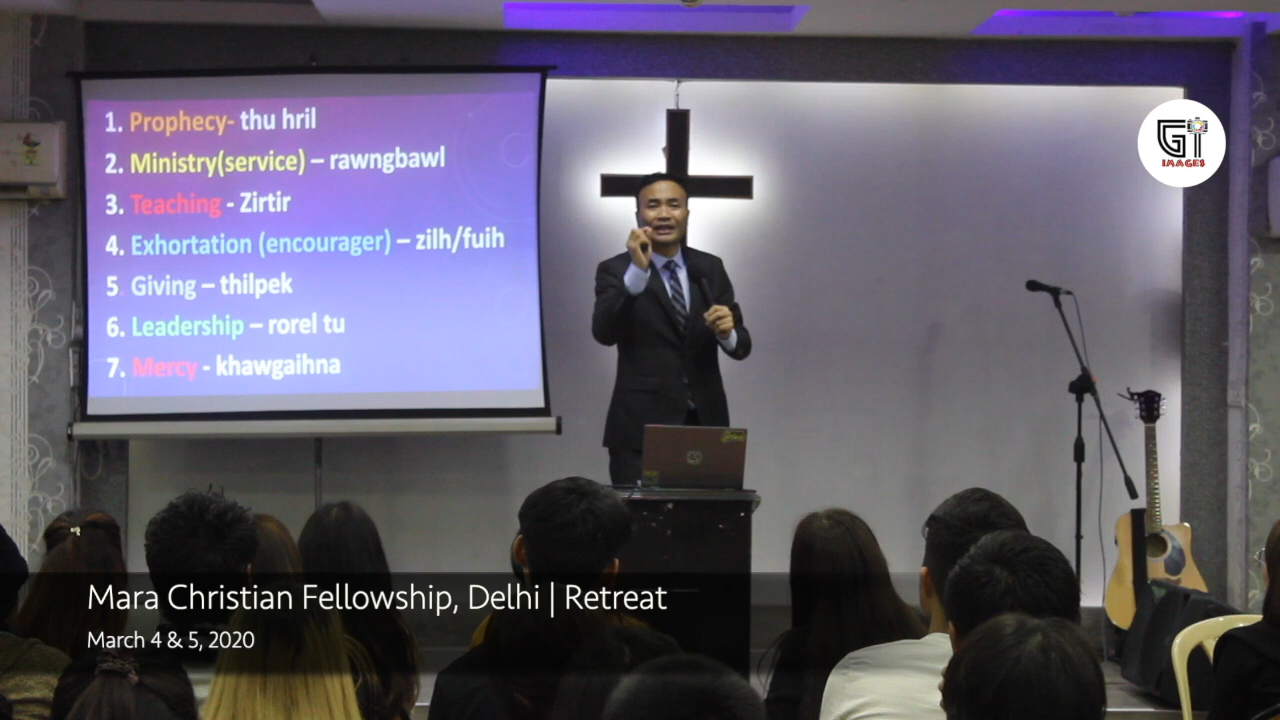 1. Prophecy- thu hril
2. Ministry(service) – rawngbawl
3. Teaching - Zirtir
4. Exhortation (encourager) – zilh/fuih
5 Giving – thilpek
6. Leadership – rorel tu
7. Mercy - khawgaihna
GT
IMAGES
Mara Christian Fellowship, Delhi | Retreat
March 4 & 5, 2020